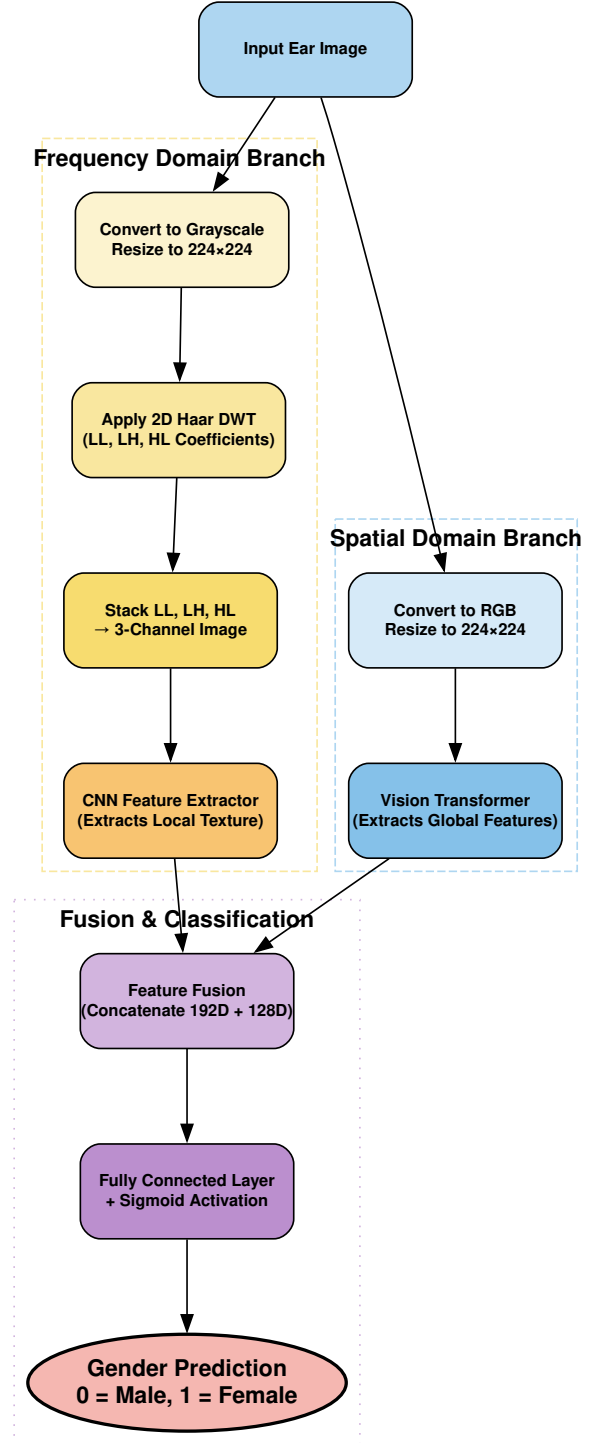 Input Ear Image
Frequency Domain Branch
Convert to Grayscale
Resize to 224×224
Apply 2D Haar DWT
(LL, LH, HL Coefficients)
Stack LL, LH, HL
→ 3-Channel Image
CNN Feature Extractor
(Extracts Local Texture)
Spatial Domain Branch
Convert to RGB
Resize to 224×224
Vision Transformer
(Extracts Global Features)
Fusion & Classification
Feature Fusion
(Concatenate 192D + 128D)
Fully Connected Layer
+ Sigmoid Activation
Gender Prediction
0 = Male, 1 = Female